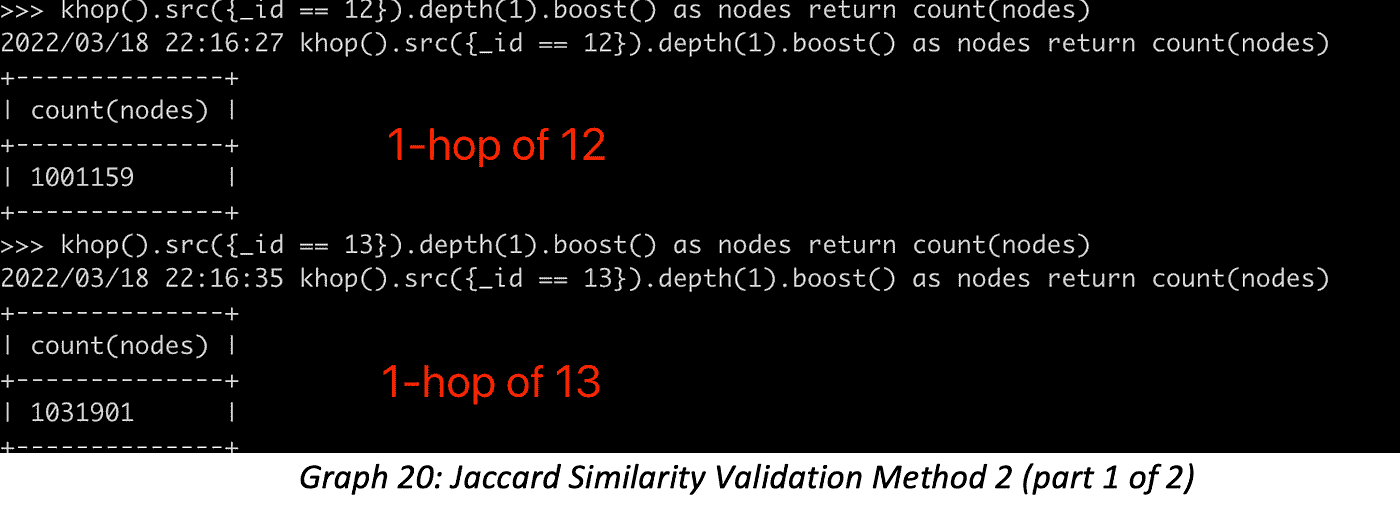 >>> khop().src({_id == 12}).depth(1).boost() as nodes return count(nodes)
2022/03/18 22:16:27 khop().src({_id == 12}).depth(1).boost() as nodes return count(nodes)
+--------------+
| count(nodes) |
+--------------+
1-hop of 12
| 1001159      |
+--------------+
>>> khop().src({_id == 13}).depth(1).boost() as nodes return count(nodes)
2022/03/18 22:16:35 khop().src({_id == 13}).depth(1).boost() as nodes return count(nodes)
+--------------+
| count(nodes) |
+--------------+
1-hop of 13
| 1031901      |
+--------------+
Graph 20: Jaccard Similarity Validation Method 2 (part 1 of 2)